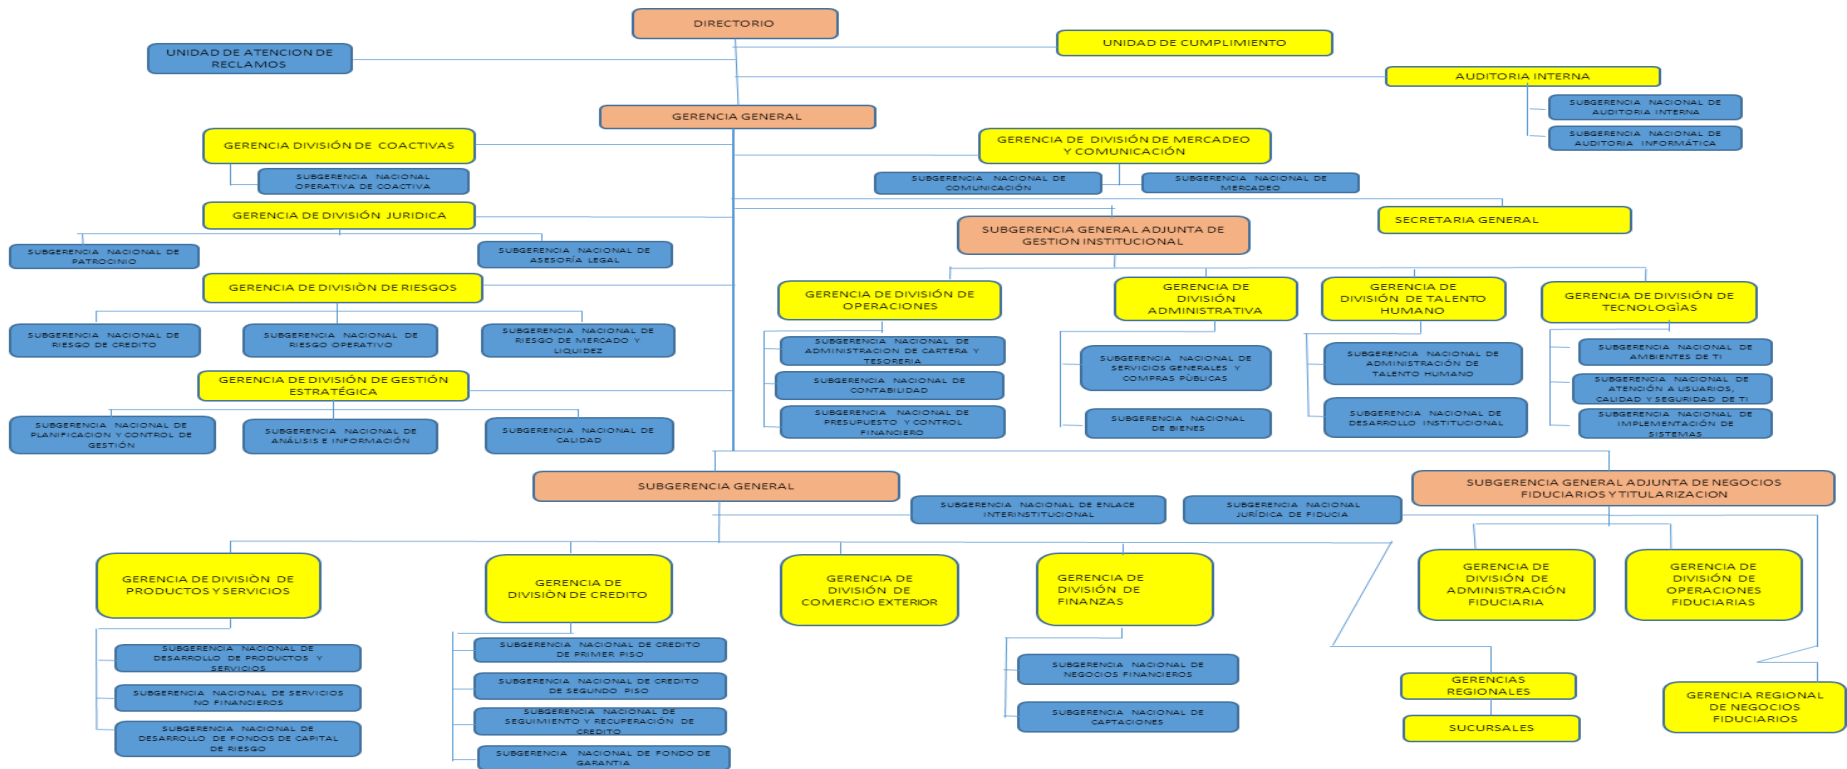 DIRECTORIO
UNIDAD DE CUMPLIMIENTO
UNIDAD DE ATENCION DE
RECLAMOS
AUDITORIA INTERNA
SUBGERENCIA NACIONAL DE
AUDITORIA INTERNA
SUBGERENCIA NACIONAL DE
AUDITORIA INFORMÁTICA
GERENCIA GENERAL
GERENCIA DIVISIÓN DE COACTIVAS
SUBGERENCIA NACIONAL
OPERATIVA DE COACTIVA
GERENCIA DE DIVISIÓN DE MERCADEO
Y COMUNICACIÓN
SUBGERENCIA NACIONAL DE
COMUNICACIÓN
SUBGERENCIA NACIONAL DE
MERCADEO
GERENCIA DE DIVISIÓN JURIDICA
SUBGERENCIA NACIONAL DE
PATROCINIO
SUBGERENCIA NACIONAL DE
ASESORÍA LEGAL
SECRETARIA GENERAL
SUBGERENCIA GENERAL ADJUNTA DE
GESTION INSTITUCIONAL
GERENCIA DE DIVISIÒN DE RIESGOS
SUBGERENCIA NACIONAL DE
RIESGO DE CREDITO
SUBGERENCIA NACIONAL DE
RIESGO OPERATIVO
SUBGERENCIA NACIONAL DE
RIESGO DE MERCADO Y
LIQUIDEZ
GERENCIA DE DIVISIÓN DE
OPERACIONES
SUBGERENCIA NACIONAL DE
ADMINISTRACION DE CARTERA Y
TESORERIA
SUBGERENCIA NACIONAL DE
CONTABILIDAD
SUBGERENCIA NACIONAL DE
PRESUPUESTO Y CONTROL
FINANCIERO
GERENCIA DE
DIVISIÓN
ADMINISTRATIVA
SUBGERENCIA NACIONAL DE
SERVICIOS GENERALES Y
COMPRAS PÚBLICAS
SUBGERENCIA NACIONAL
DE BIENES
GERENCIA DE
DIVISIÓN DE TALENTO
HUMANO
SUBGERENCIA NACIONAL DE
ADMINISTRACIÓN DE
TALENTO HUMANO
SUBGERENCIA NACIONAL DE
DESARROLLO INSTITUCIONAL
GERENCIA DE DIVISIÓN DE
TECNOLOGÌAS
SUBGERENCIA NACIONAL DE
AMBIENTES DE TI
SUBGERENCIA NACIONAL DE
ATENCIÓN A USUARIOS,
CALIDAD Y SEGURIDAD DE TI
SUBGERENCIA NACIONAL DE
IMPLEMENTACIÓN DE
SISTEMAS
GERENCIA DE DIVISIÓN DE GESTIÓN
ESTRATÉGICA
SUBGERENCIA NACIONAL DE
PLANIFICACION Y CONTROL DE
GESTIÓN
SUBGERENCIA NACIONAL DE
ANÁLISIS E INFORMACIÓN
SUBGERENCIA NACIONAL DE
CALIDAD
SUBGERENCIA GENERAL
SUBGERENCIA NACIONAL DE ENLACE
INTERINSTITUCIONAL
SUBGERENCIA NACIONAL
JURÍDICA DE FIDUCIA
SUBGERENCIA GENERAL ADJUNTA DE NEGOCIOS
FIDUCIARIOS Y TITULARIZACION
GERENCIA DE DIVISIÒN DE
PRODUCTOS Y SERVICIOS
SUBGERENCIA NACIONAL DE
DESARROLLO DE PRODUCTOS Y
SERVICIOS
SUBGERENCIA NACIONAL DE SERVICIOS
NO FINANCIEROS
SUBGERENCIA NACIONAL DE
DESARROLLO DE FONDOS DE CAPITAL
DE RIESGO
GERENCIA DE
DIVISIÒN DE CREDITO
SUBGERENCIA NACIONAL DE CREDITO
DE PRIMER PISO
SUBGERENCIA NACIONAL DE CREDITO
DE SEGUNDO PISO
SUBGERENCIA NACIONAL DE
SEGUIMIENTO Y RECUPERACIÓN DE
CREDITO
SUBGERENCIA NACIONAL DE FONDO DE
GARANTIA
GERENCIA DE
DIVISIÓN DE
COMERCIO EXTERIOR
GERENCIA DE
DIVISIÓN DE
FINANZAS
SUBGERENCIA NACIONAL DE
NEGOCIOS FINANCIEROS
SUBGERENCIA NACIONAL DE
CAPTACIONES
GERENCIAS
REGIONALES
SUCURSALES
GERENCIA DE
DIVISIÓN DE
ADMINISTRACIÓN
FIDUCIARIA
GERENCIA DE
DIVISIÓN DE
OPERACIONES
FIDUCIARIAS
GERENCIA REGIONAL
DE NEGOCIOS
FIDUCIARIOS